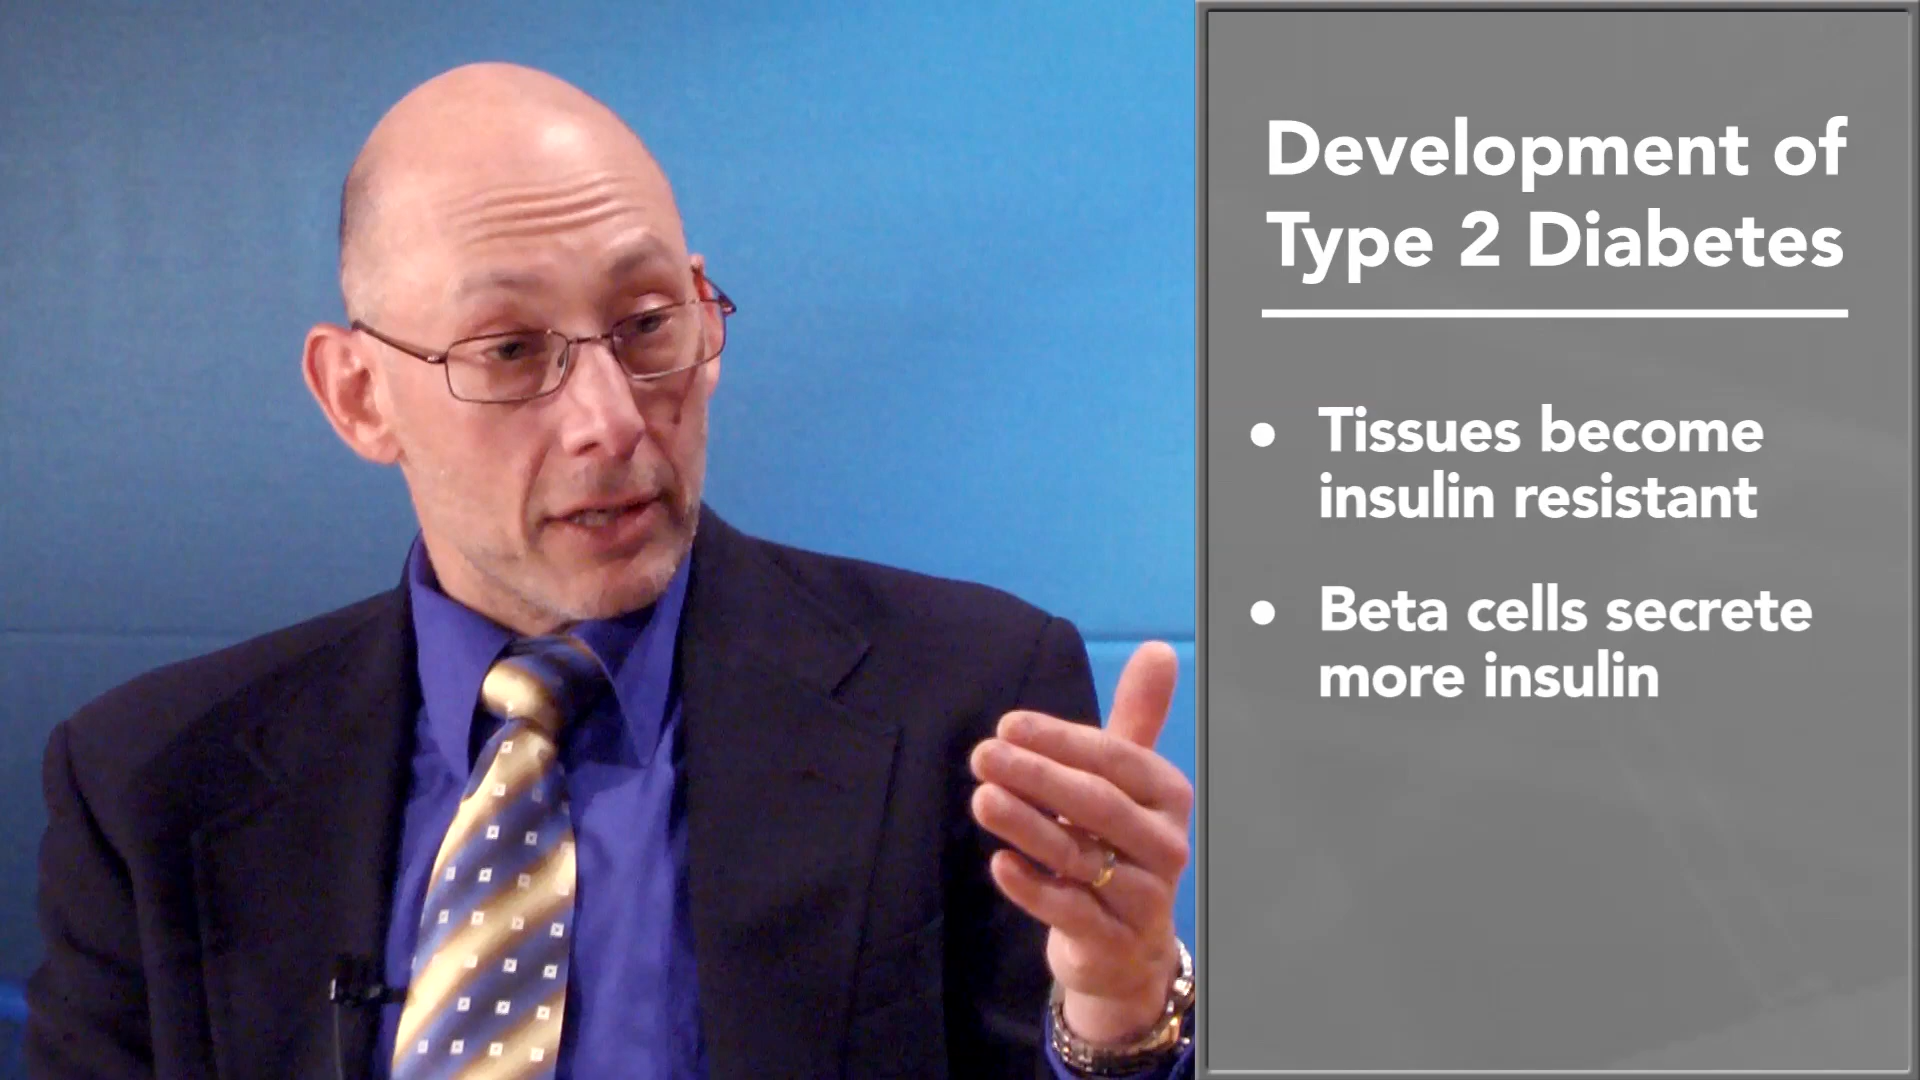 Development of
Type 2 Diabetes
• Tissues become
insulin resistant
• Beta cells secrete
more insulin